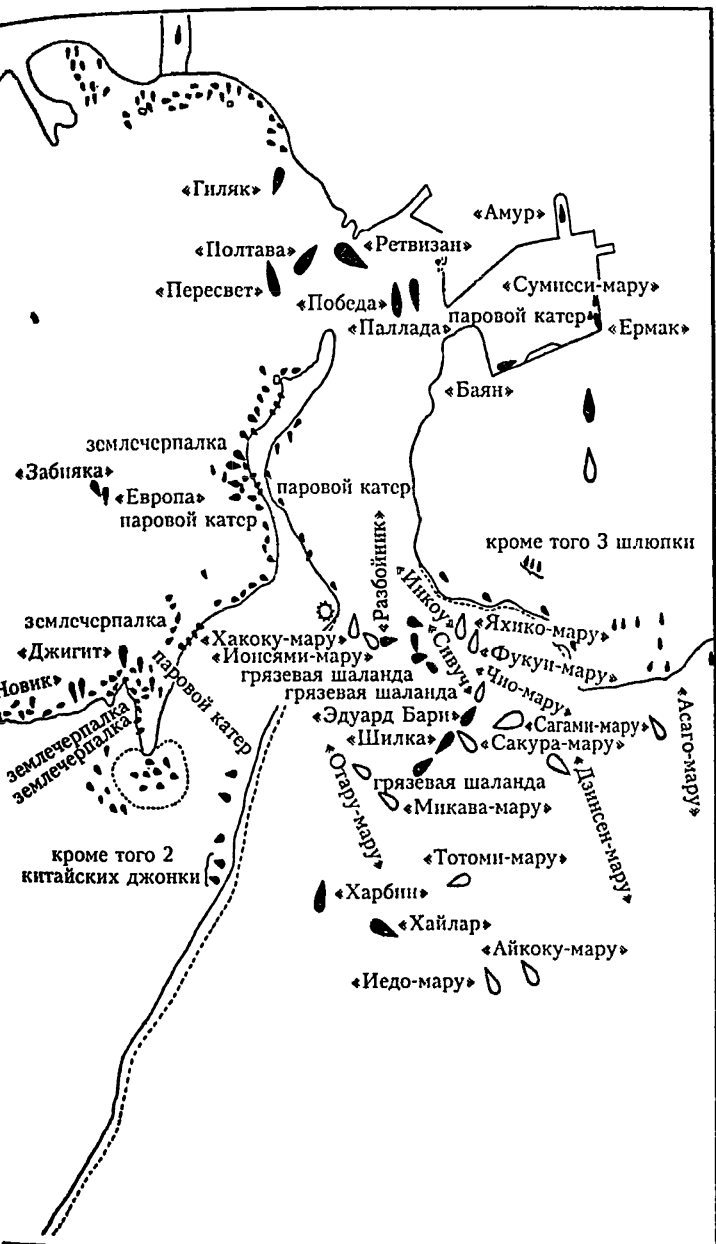 «Гиляк»
«Амур»
«Полтава»
«Ретвизан»
«Пересвет»
«Победа»
«Сумисси-мару»
паровой катер
«Паллада»
«Ермак»
«Баян»
землечерпалка
«Забияка»
«Европа»
паровой катер
паровой катер
кроме того 3 шлюпки
«Разбойник»
«Инкоу»
«Яхико-мару»
землечерпалка
«Хакоку-мару»
«Сивуч»
«Фукуи-мару»
«Джигит»
«Ионсями-мару»
паровой катер
грязевая шаланда
«Чио-мару»
«Новик»
грязевая шаланда
«Асаго-мару»
«Эдуард Бари»
«Сагами-мару»
землечерпалка
землечерпалка
«Шилка»
«Сакура-мару»
«Отару-мару»
грязевая шаланда
«Дзинсен-мару»
«Микава-мару»
кроме того 2
китайских джонки
«Тотоми-мару»
«Харбин»
«Хайлар»
«Айкоку-мару»
«Иедо-мару»